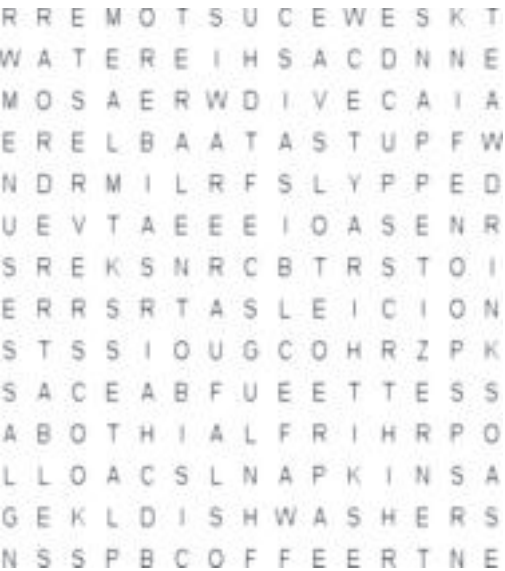 R R E M O T S U C E W E S K T
W A T E R E I H S A C D N N E
M O S A E R W D I V E C A I A
E R E L B A A T A S T U P F W
N D R M I L R F S L Y P P E D
U E V T A E E E I O A S E N R
S R E K S N R C B T R S T O I
E R R S R T A S L E I C I O N
S T S S I O U G C O H R Z P K
S A C E A B F U E E T T E S S
A B O T H I A L F R I H R P O
L L O A C S L N A P K I N S A
G E K L D I S H W A S H E R S
N S S P B C O F F E E R T N E